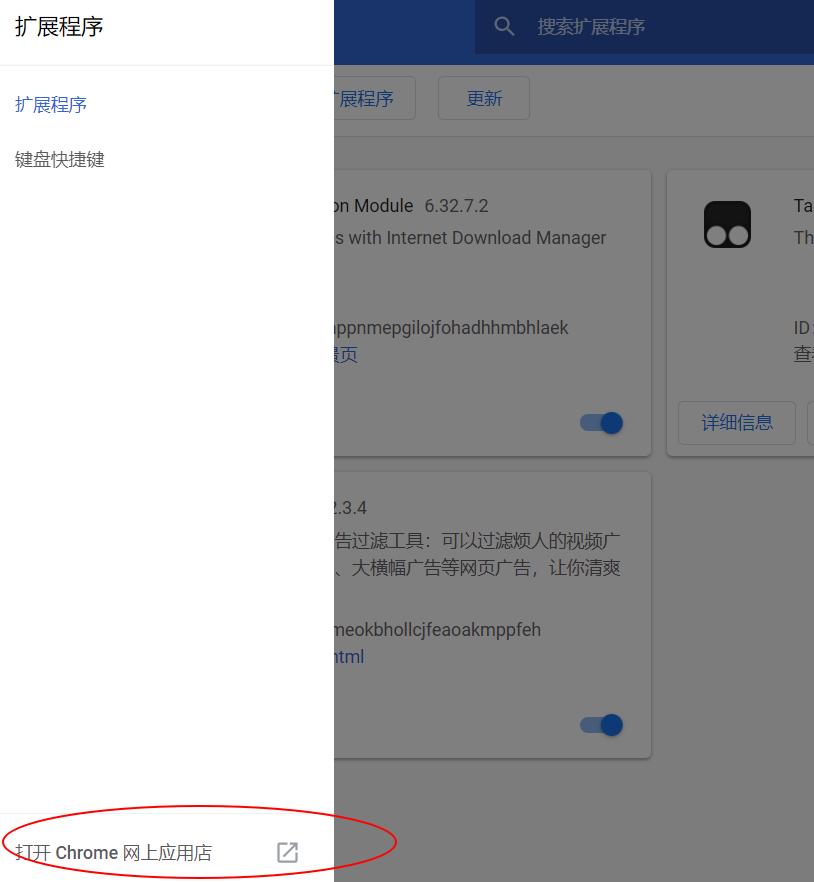 扩展程序
搜索扩展程序
扩展程序
键盘快捷键
扩展程序
更新
on Module 6.32.7.2
s with Internet Download Manager
appnmepgilojfohadhhmbhlaek
景页
Ta
Th
ID
查看
详细信息
2.3.4
告过滤工具：可以过滤烦人的视频广
、大横幅广告等网页广告，让你清爽
neokbhollcjfeaoakmppfeh
html
打开 Chrome 网上应用店